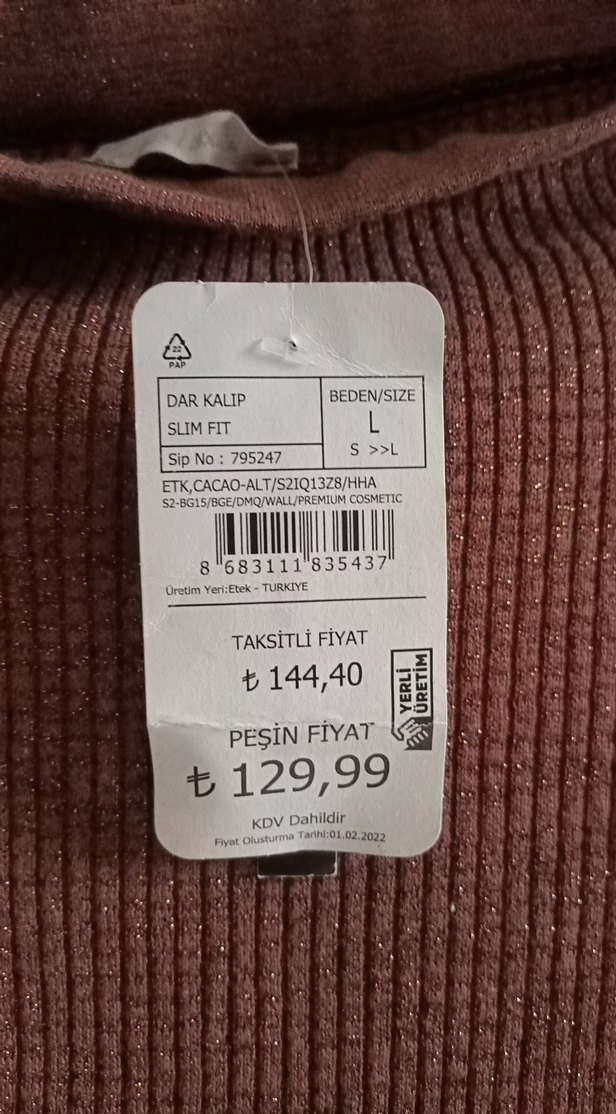 22
PAP
DAR KALIP
SLIM FIT
Sip No : 795247
BEDEN/SIZE
L
S >>L
ETK,CACAO-ALT/S2IQ13Z8/HHA
S2-BG15/BGE/DMQ/WALL/PREMIUM COSMETIC
8 683111 835437
Üretim Yeri:Etek - TURKIYE
TAKSİTLİ FİYAT
₺ 144,40
YERLİ
ÜRETİM
PEŞİN FİYAT
₺ 129,99
KDV Dahildir
Fiyat Olusturma Tarihi:01.02.2022